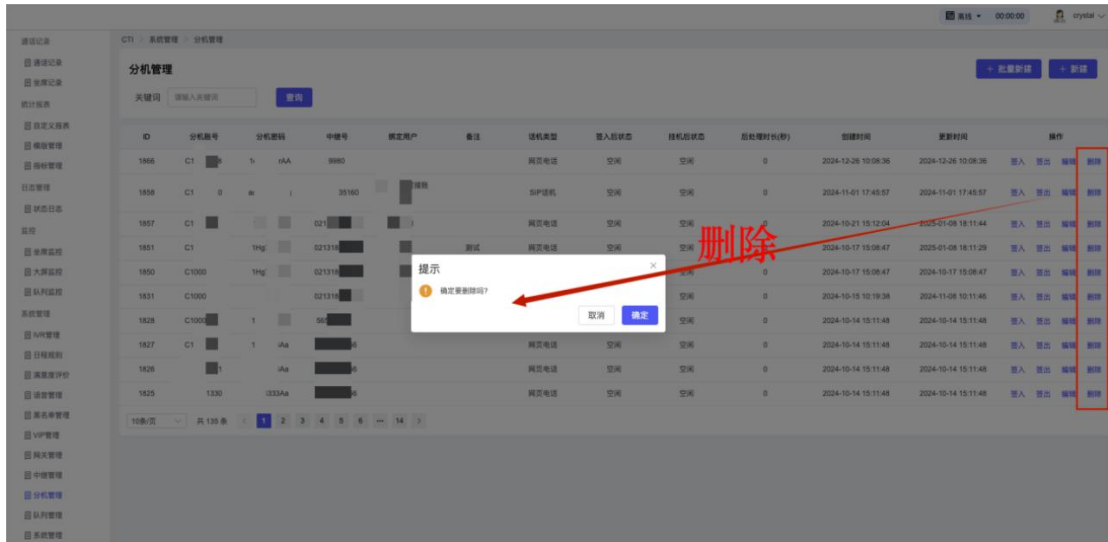 离线 00:00:00 crystal
通话记录
通话记录
坐席记录
统计报表
自定义报表
模版管理
指标管理
日志管理
状态日志
监控
坐席监控
大屏监控
队列监控
系统管理
IVR管理
日程规则
满意度评价
语音管理
黑名单管理
VIP管理
网关管理
中继管理
分机管理
队列管理
系统管理
CTI > 系统管理 > 分机管理
分机管理
+ 批量新建 + 新建
关键词 请输入关键词 查询
ID 分机账号 分机密码 中继号 绑定用户 备注 话机类型 签入后状态 挂机后状态 后处理时长(秒) 创建时间 更新时间 操作
1866 C1 8 rAA 9980 网页电话 空闲 空闲 0 2024-12-26 10:08:36 2024-12-26 10:08:36 签入 签出 编辑 删除
1858 C1 0 35160 SIP话机 空闲 空闲 0 2024-11-01 17:45:57 2024-11-01 17:45:57 签入 签出 编辑 删除
1857 C1 021 网页电话 空闲 空闲 0 2024-10-21 15:12:04 2025-01-08 18:11:44 签入 签出 编辑 删除
1851 C1 1Hg 021318 测试 网页电话 空闲 0 2024-10-17 15:06:47 2025-01-08 18:11:29 签入 签出 编辑 删除
1850 C1000 1Hg 021318 0 2024-10-17 15:06:47 2024-10-17 15:06:47 签入 签出 编辑 删除
1831 C1000 021318 空闲 0 2024-10-15 10:19:38 2024-11-08 10:11:46 签入 签出 编辑 删除
1828 C1000 1 空闲 0 2024-10-14 15:11:48 2024-10-14 15:11:48 签入 签出 编辑 删除
1827 C1 1 iAa 网页电话 空闲 空闲 0 2024-10-14 15:11:48 2024-10-14 15:11:48 签入 签出 编辑 删除
1826 1 iAa 网页电话 空闲 空闲 0 2024-10-14 15:11:48 2024-10-14 15:11:48 签入 签出 编辑 删除
1825 1330 i333Aa 网页电话 空闲 空闲 0 2024-10-14 15:11:48 2024-10-14 15:11:48 签入 签出 编辑 删除
删除
提示
确定要删除吗?
取消 确定
10条/页 共 136 条 1 2 3 4 5 6 ··· 14